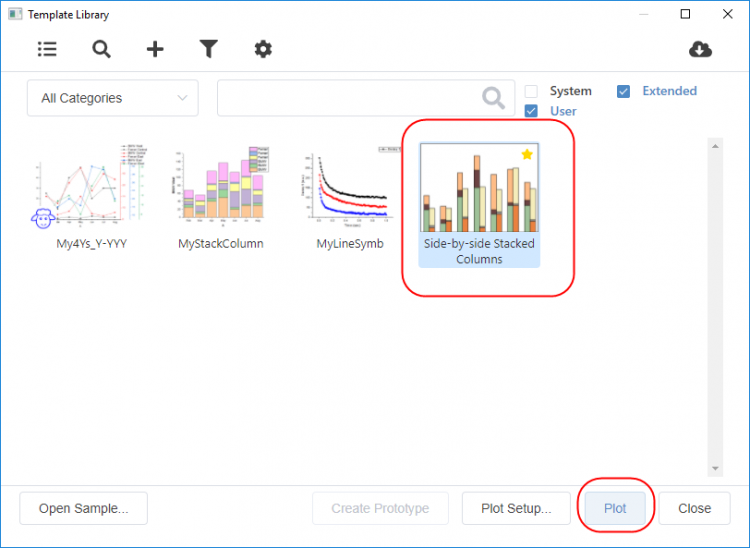 Template Library
All Categories
System
Extended
User
My4Ys_Y-YYY
MyStackColumn
MyLineSymb
Side-by-side Stacked
Columns
Open Sample...
Create Prototype
Plot Setup...
Plot
Close